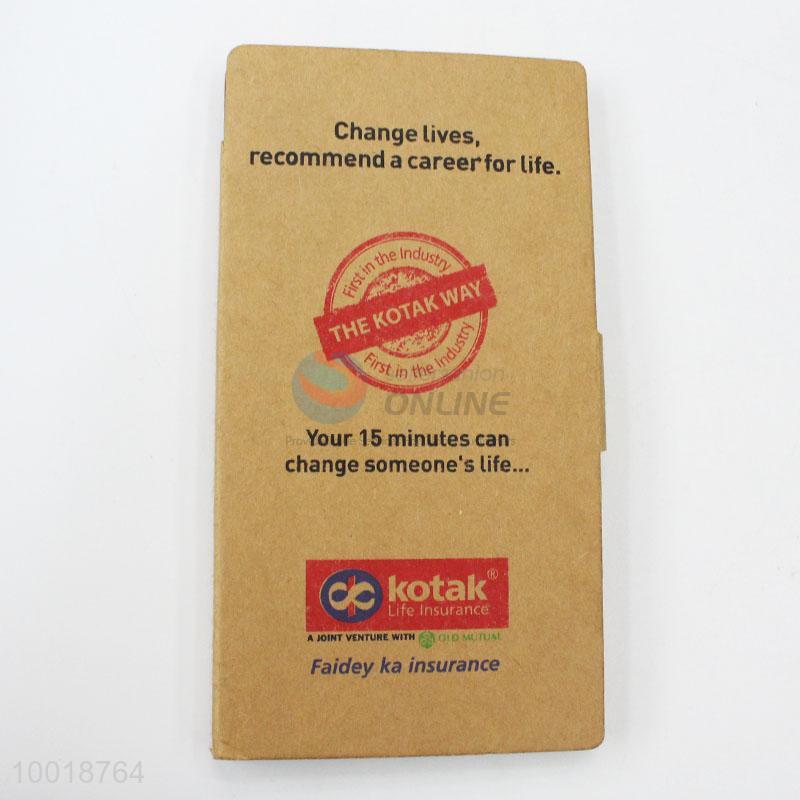 Change lives,
recommend a career for life.
First in the Industry
THE KOTAK WAY
First in the Industry
ONLINE
Your 15 minutes can
change someone's life...
kotak®
Life Insurance
A JOINT VENTURE WITH OLD MUTUAL
Faidey ka insurance
10018764